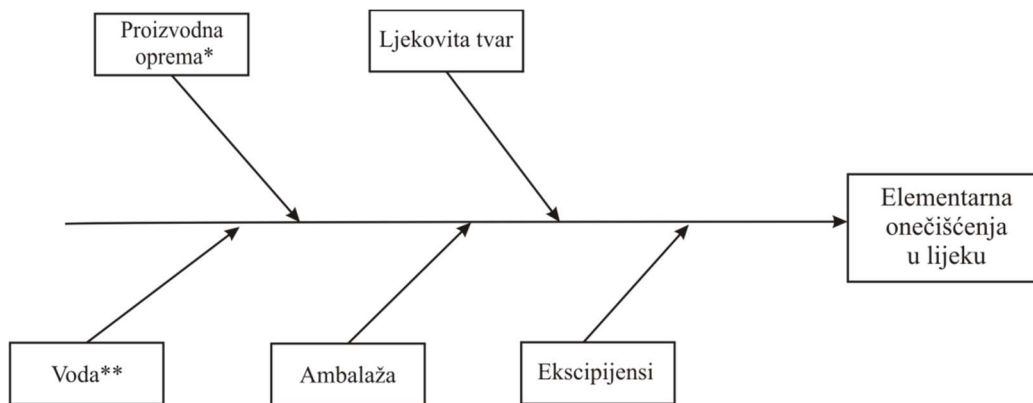 Proizvodna
oprema*
Ljekovita tvar
Elementarna
onečišćenja
u lijeku
Voda**
Ambalaža
Ekscipijensi